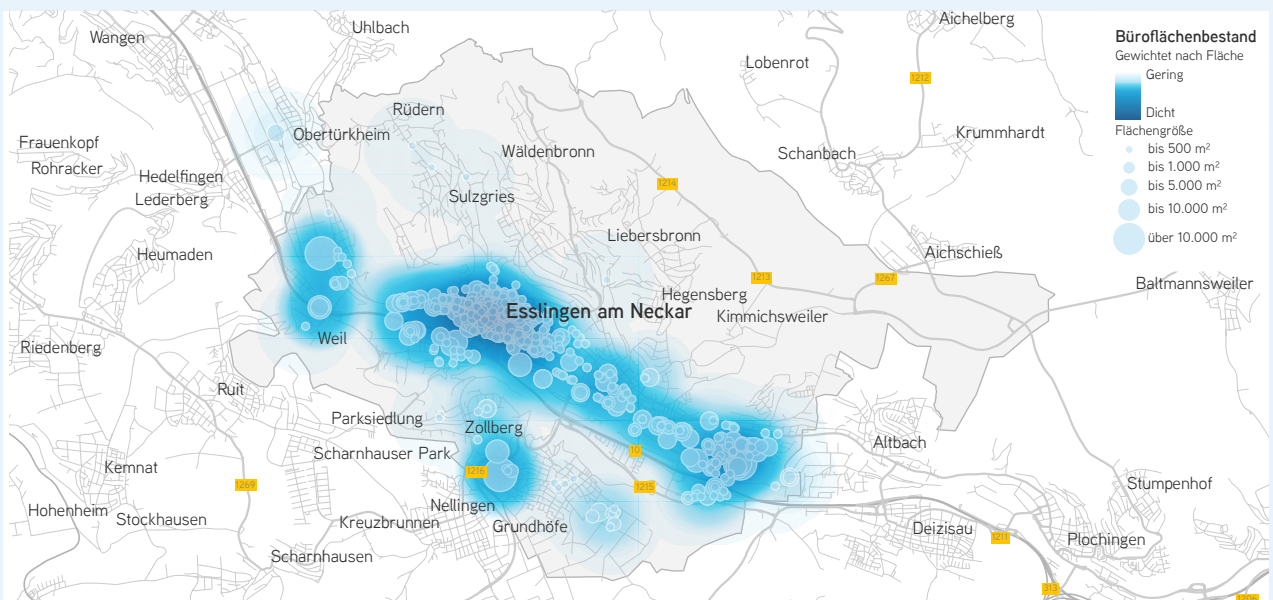 Aichelberg
Uhlbach
Wangen
Büroflächenbestand
Gewichtet nach Fläche
Gering
Dicht
Flächengröße
bis 500 m²
bis 1.000 m²
bis 5.000 m²
bis 10.000 m²
über 10.000 m²
Lobenrot
1212
Rüdern
Obertürkheim
Krummhardt
Frauenkopf
Wäldenbronn
Schanbach
Rohracker
Hedelfingen
1214
Lederberg
Sulzgries
Liebersbronn
Heumaden
Aichschieß
1213
1267
Baltmannsweiler
Hegensberg
Esslingen am Neckar
Kimmichsweiler
Weil
Riedenberg
Ruit
Parksiedlung
Zollberg
Altbach
Scharnhauser Park
10
Kemnat
1216
1269
1215
Stumpenhof
Nellingen
Hohenheim
Stockhausen
Kreuzbrunnen
Grundhöfe
Deizisau
1211
Plochingen
Scharnhausen
313
1206